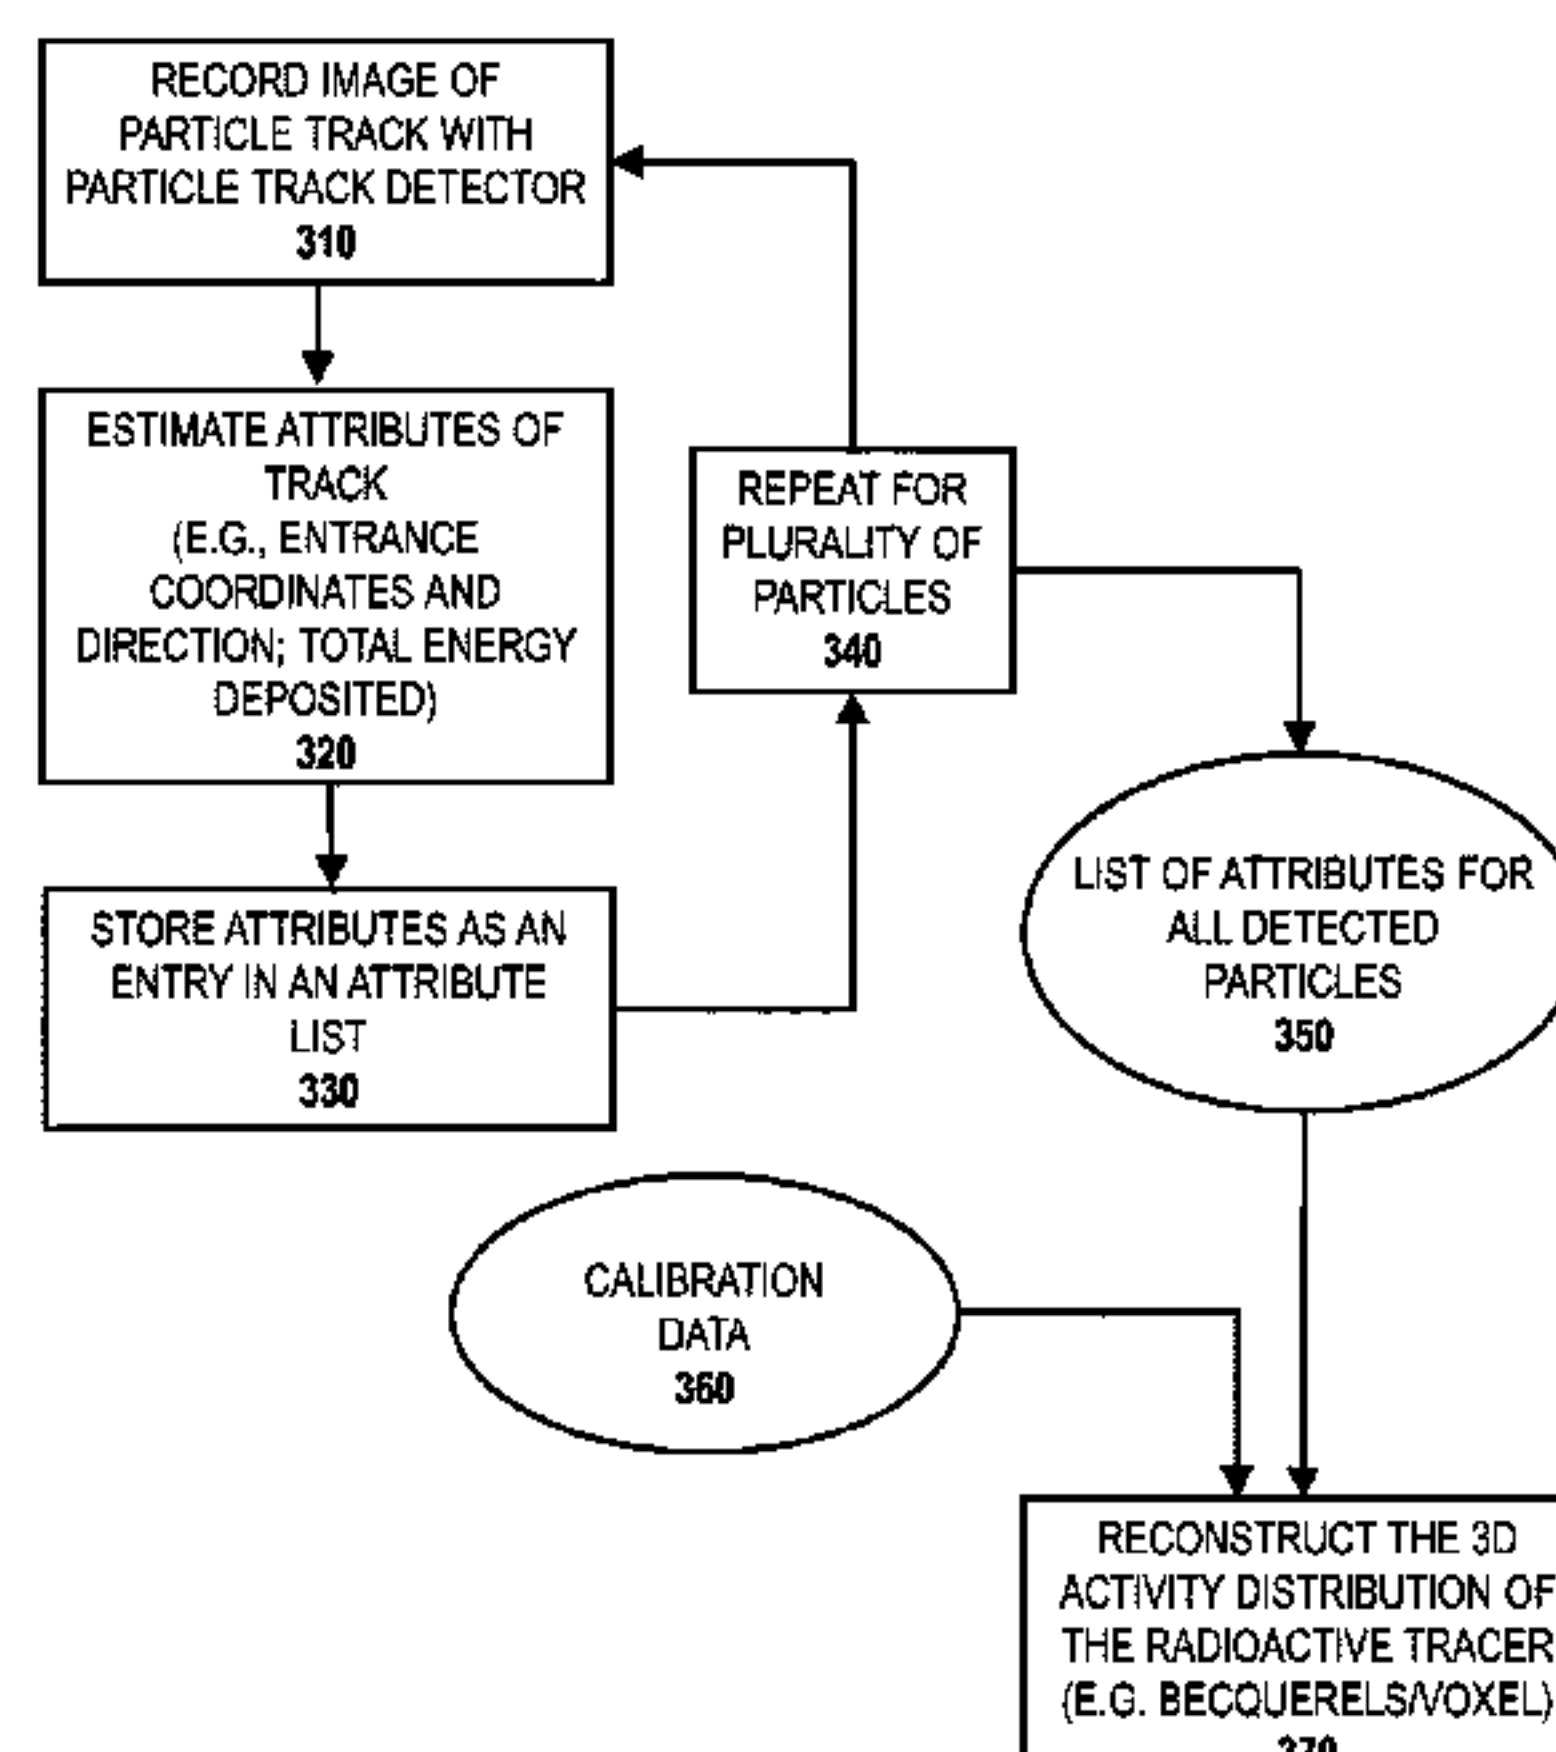 RECORD IMAGE OF
PARTICLE TRACK WITH
PARTICLE TRACK DETECTOR
310
ESTIMATE ATTRIBUTES OF
TRACK
(E.G., ENTRANCE
COORDINATES AND
DIRECTION; TOTAL ENERGY
DEPOSITED)
320
STORE ATTRIBUTES AS AN
ENTRY IN AN ATTRIBUTE
LIST
330
REPEAT FOR
PLURALITY OF
PARTICLES
340
LIST OF ATTRIBUTES FOR
ALL DETECTED
PARTICLES
350
CALIBRATION
DATA
360
RECONSTRUCT THE 3D
ACTIVITY DISTRIBUTION OF
THE RADIOACTIVE TRACER
(E.G. BECQUERELS/VOXEL)
370